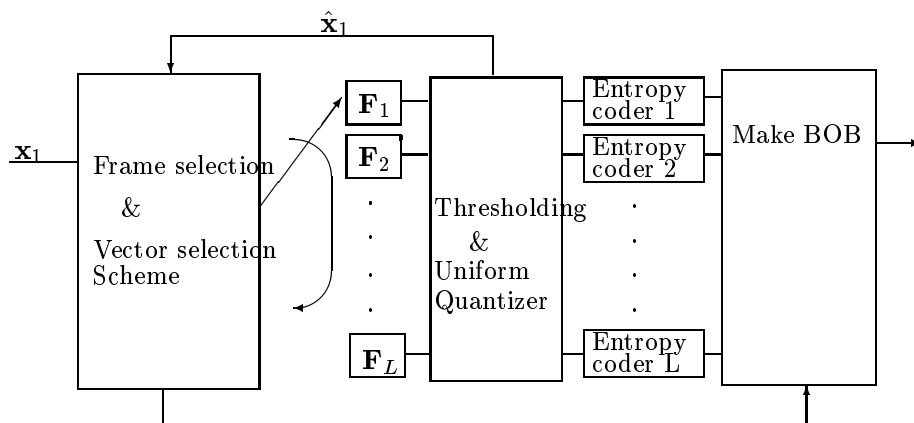 x̂₁
x₁
Frame selection
&
Vector selection
Scheme
F₁
F₂
F_L
Thresholding
&
Uniform
Quantizer
Entropy
coder 1
Entropy
coder 2
Entropy
coder L
Make BOB